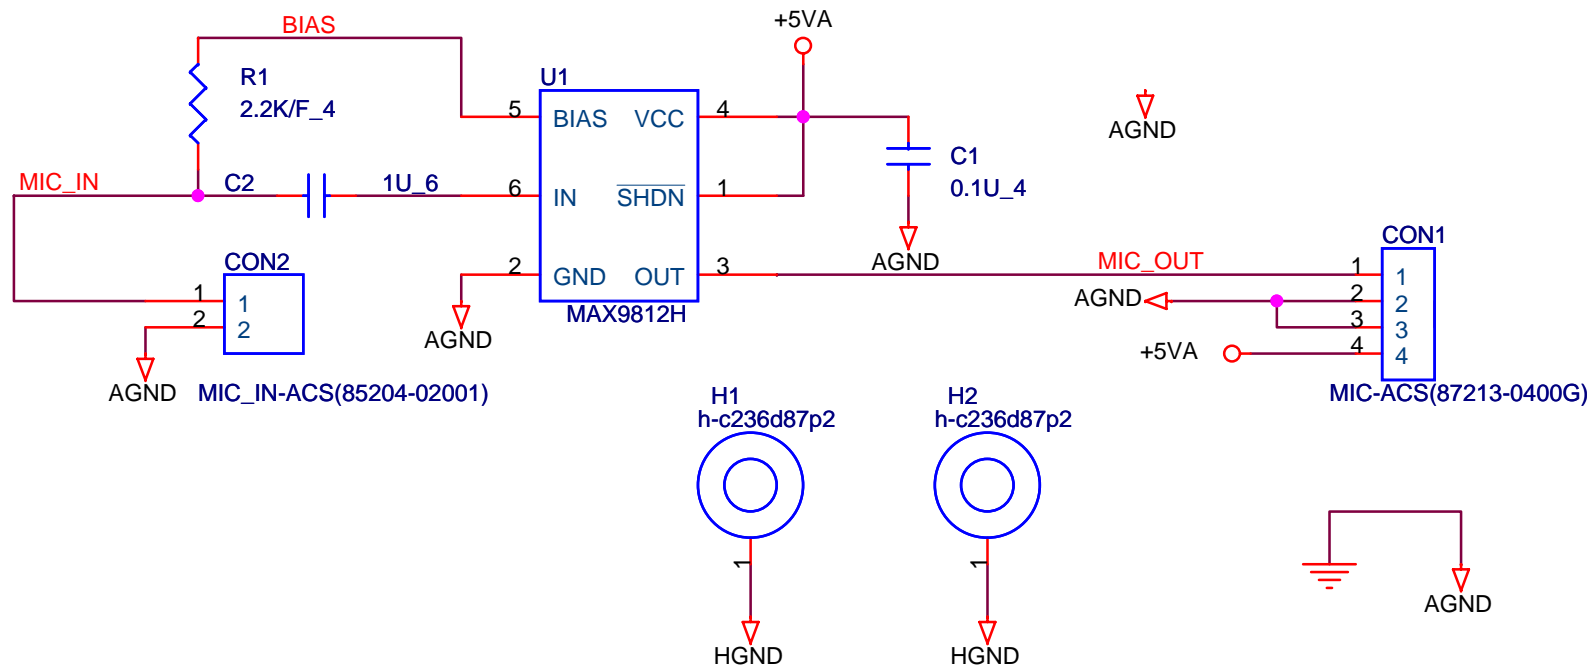 BIAS
+5VA
R1
2.2K/F_4
U1
5
BIAS
VCC
4
AGND
MIC_IN
C2
1U_6
6
IN
SHDN
1
C1
0.1U_4
CON2
2
GND
OUT
3
AGND
MIC_OUT
CON1
1
1
1
1
2
2
AGND
2
2
MAX9812H
3
3
AGND
+5VA
4
4
AGND
MIC_IN-ACS(85204-02001)
MIC-ACS(87213-0400G)
H1
h-c236d87p2
H2
h-c236d87p2
1
1
AGND
HGND
HGND